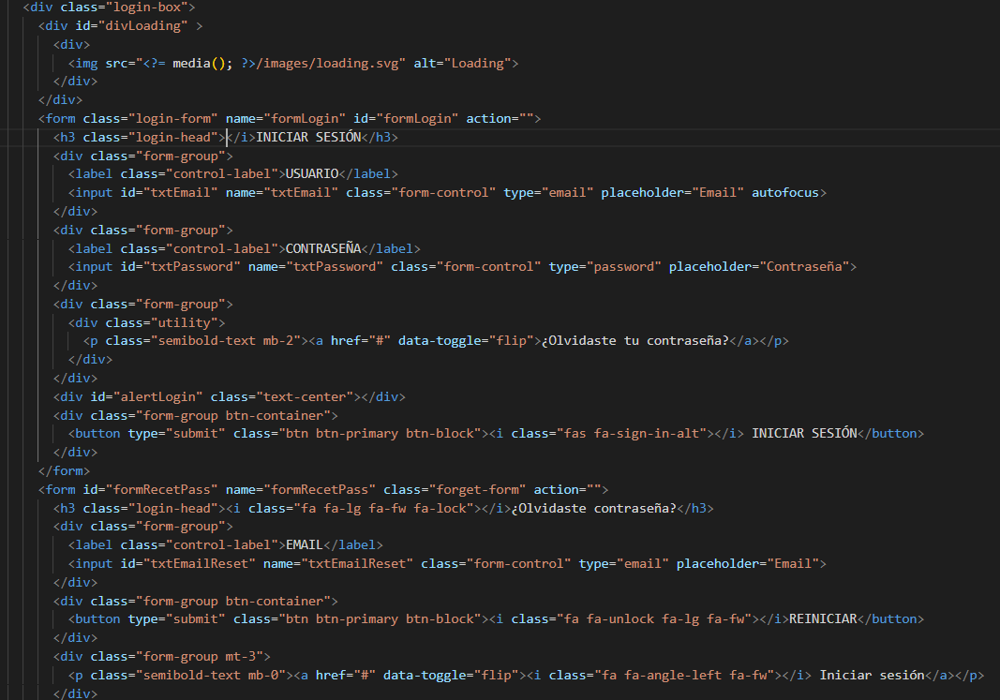 <div class="login-box">
<div id="divLoading" >
<div>
<img src="<?= media(); ?>/images/loading.svg" alt="Loading">
</div>
</div>
<form class="login-form" name="formLogin" id="formLogin" action="">
<h3 class="login-head"></i>INICIAR SESIÓN</h3>
<div class="form-group">
<label class="control-label">USUARIO</label>
<input id="txtEmail" name="txtEmail" class="form-control" type="email" placeholder="Email" autofocus>
</div>
<div class="form-group">
<label class="control-label">CONTRASEÑA</label>
<input id="txtPassword" name="txtPassword" class="form-control" type="password" placeholder="Contraseña">
</div>
<div class="form-group">
<div class="utility">
<p class="semibold-text mb-2"><a href="#" data-toggle="flip">¿Olvidaste tu contraseña?</a></p>
</div>
</div>
<div id="alertLogin" class="text-center"></div>
<div class="form-group btn-container">
<button type="submit" class="btn btn-primary btn-block"><i class="fas fa-sign-in-alt"></i> INICIAR SESIÓN</button>
</div>
</form>
<form id="formRecetPass" name="formRecetPass" class="forget-form" action="">
<h3 class="login-head"><i class="fa fa-lg fa-fw fa-lock"></i>¿Olvidaste contraseña?</h3>
<div class="form-group">
<label class="control-label">EMAIL</label>
<input id="txtEmailReset" name="txtEmailReset" class="form-control" type="email" placeholder="Email">
</div>
<div class="form-group btn-container">
<button type="submit" class="btn btn-primary btn-block"><i class="fa fa-unlock fa-lg fa-fw"></i>REINICIAR</button>
</div>
<div class="form-group mt-3">
<p class="semibold-text mb-0"><a href="#" data-toggle="flip"><i class="fa fa-angle-left fa-fw"></i> Iniciar sesión</a></p>
</div>